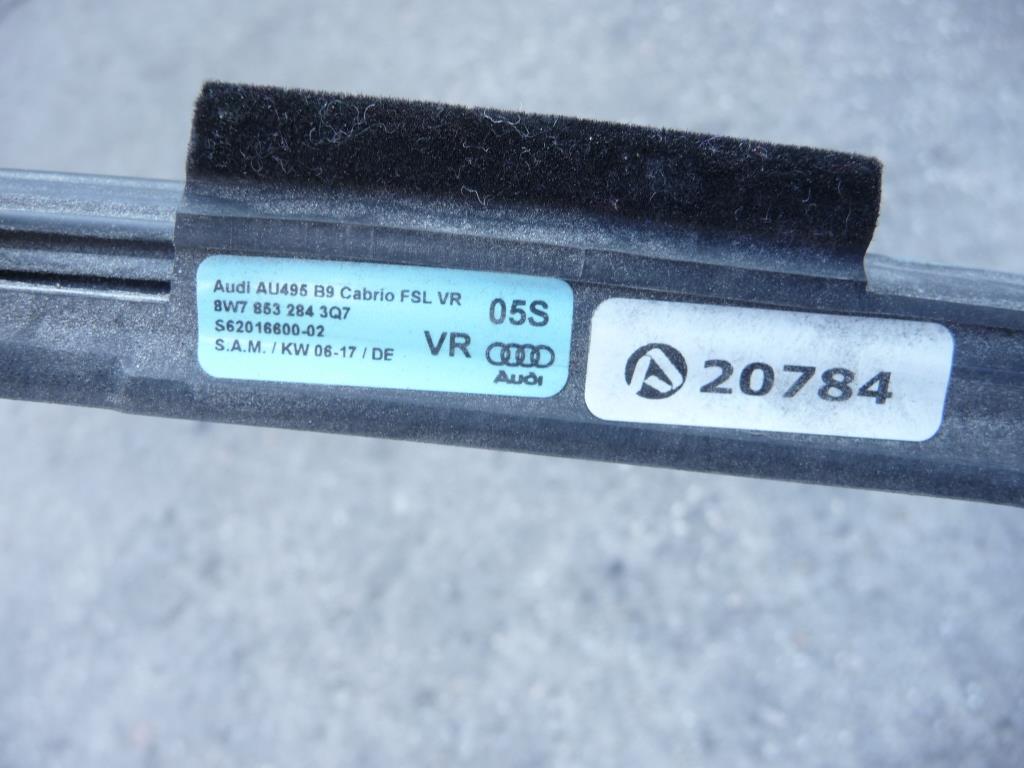 Audi AU495 B9 Cabrio FSL VR
8W7 853 284 3Q7
S62016600-02
S.A.M. / KW 06-17 / DE
05S
VR
Audi
20784